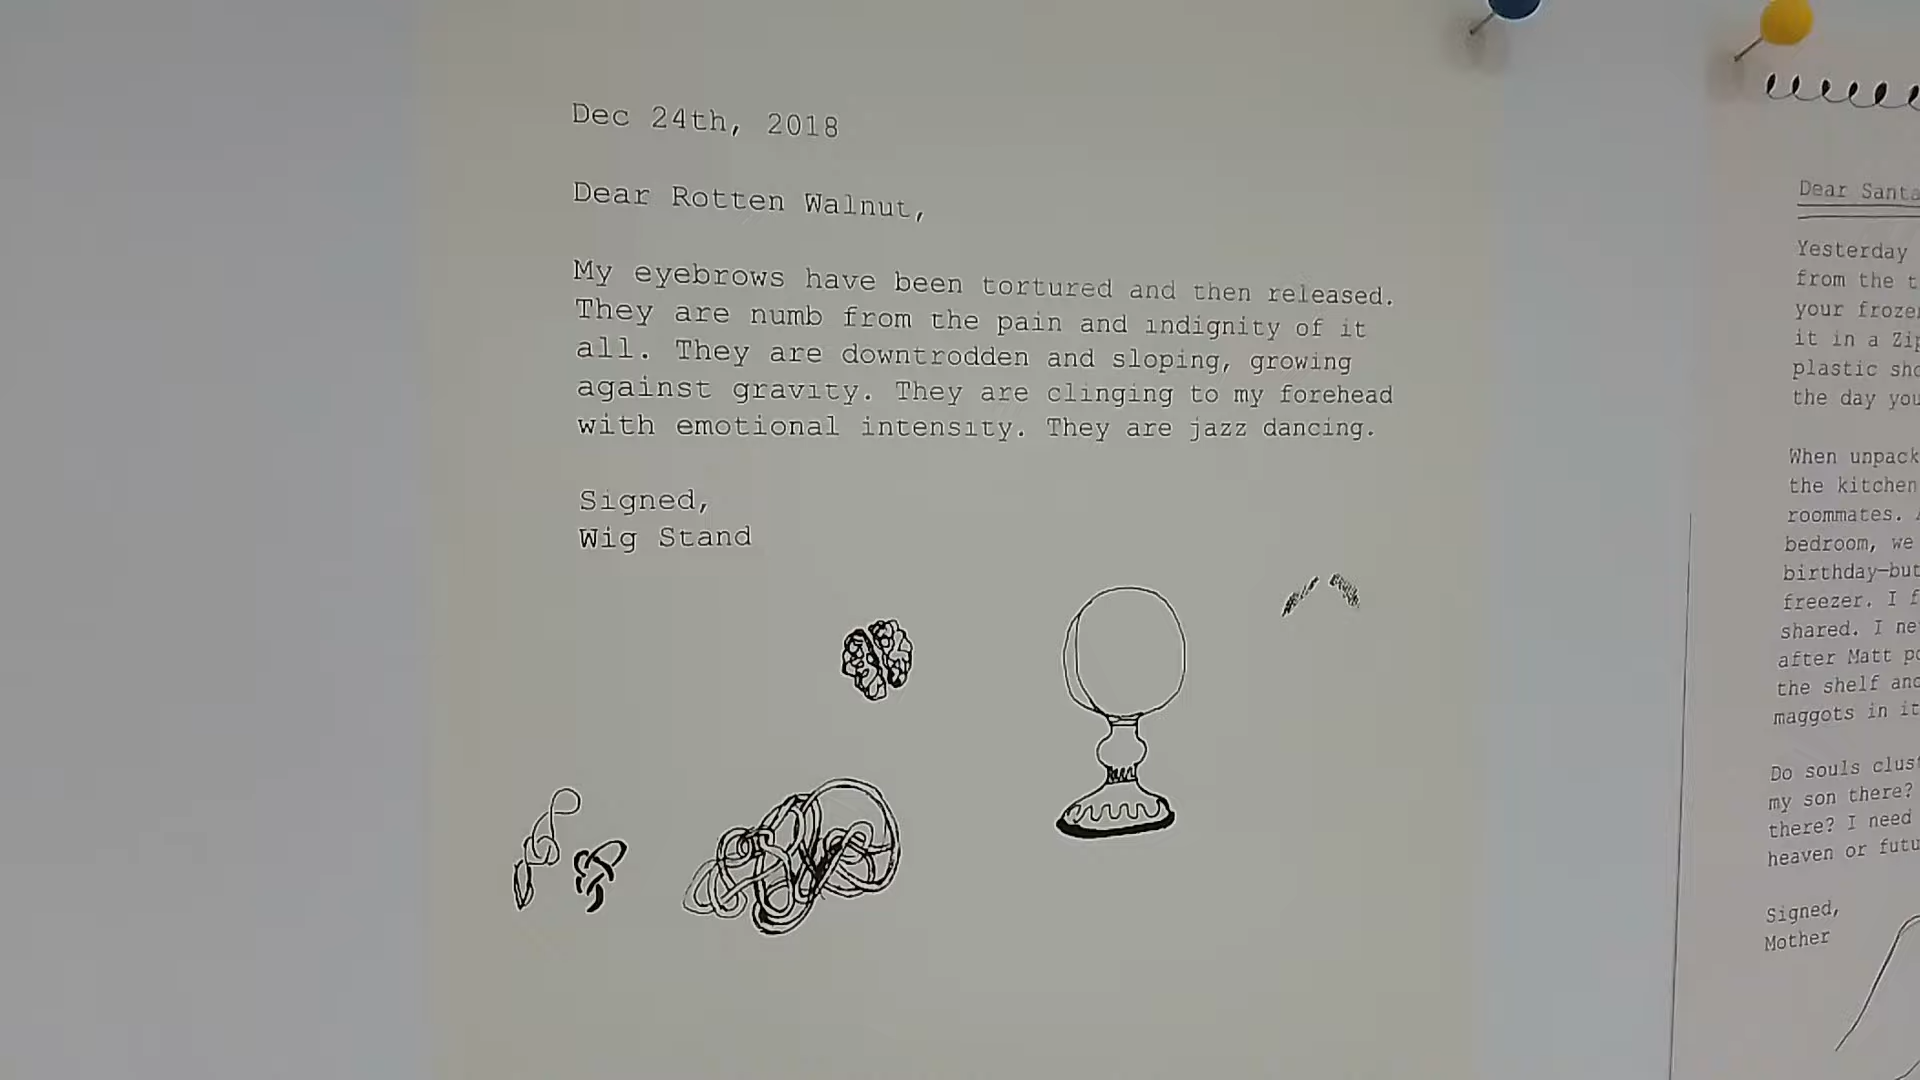 Dec 24th, 2018
Dear Rotten Walnut,
My eyebrows have been tortured and then released.
They are numb from the pain and indignity of it
all. They are downtrodden and sloping, growing
against gravity. They are clinging to my forehead
with emotional intensity. They are jazz dancing.
Signed,
Wig Stand
Dear Santa
Yesterday
from the
your
it in a
plastic
the day
When
the kitchen
roommates.
bedroom, we
birthday—but
freezer. I
shared. I
after Matt
the shelf and
maggots in it
Do souls
my son there?
there? I need
heaven or
Signed,
Mother